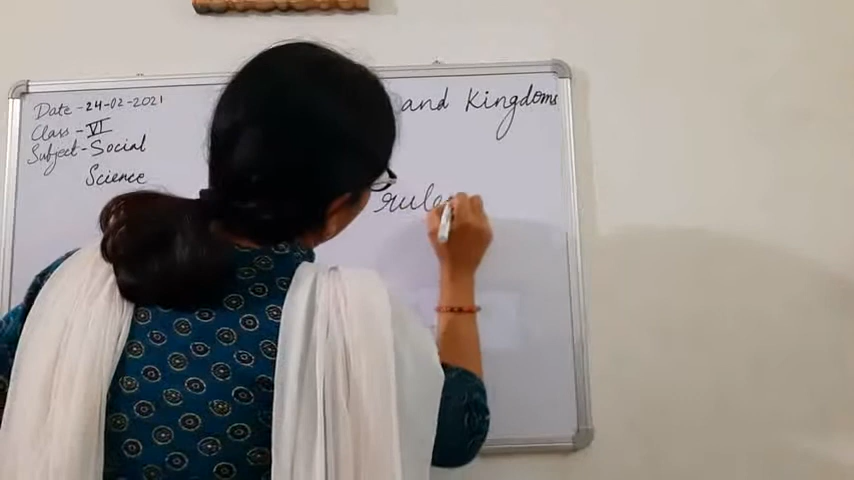 Date - 24-02-2021
Class - VI
Subject - Social
Science
and Kingdoms
rule